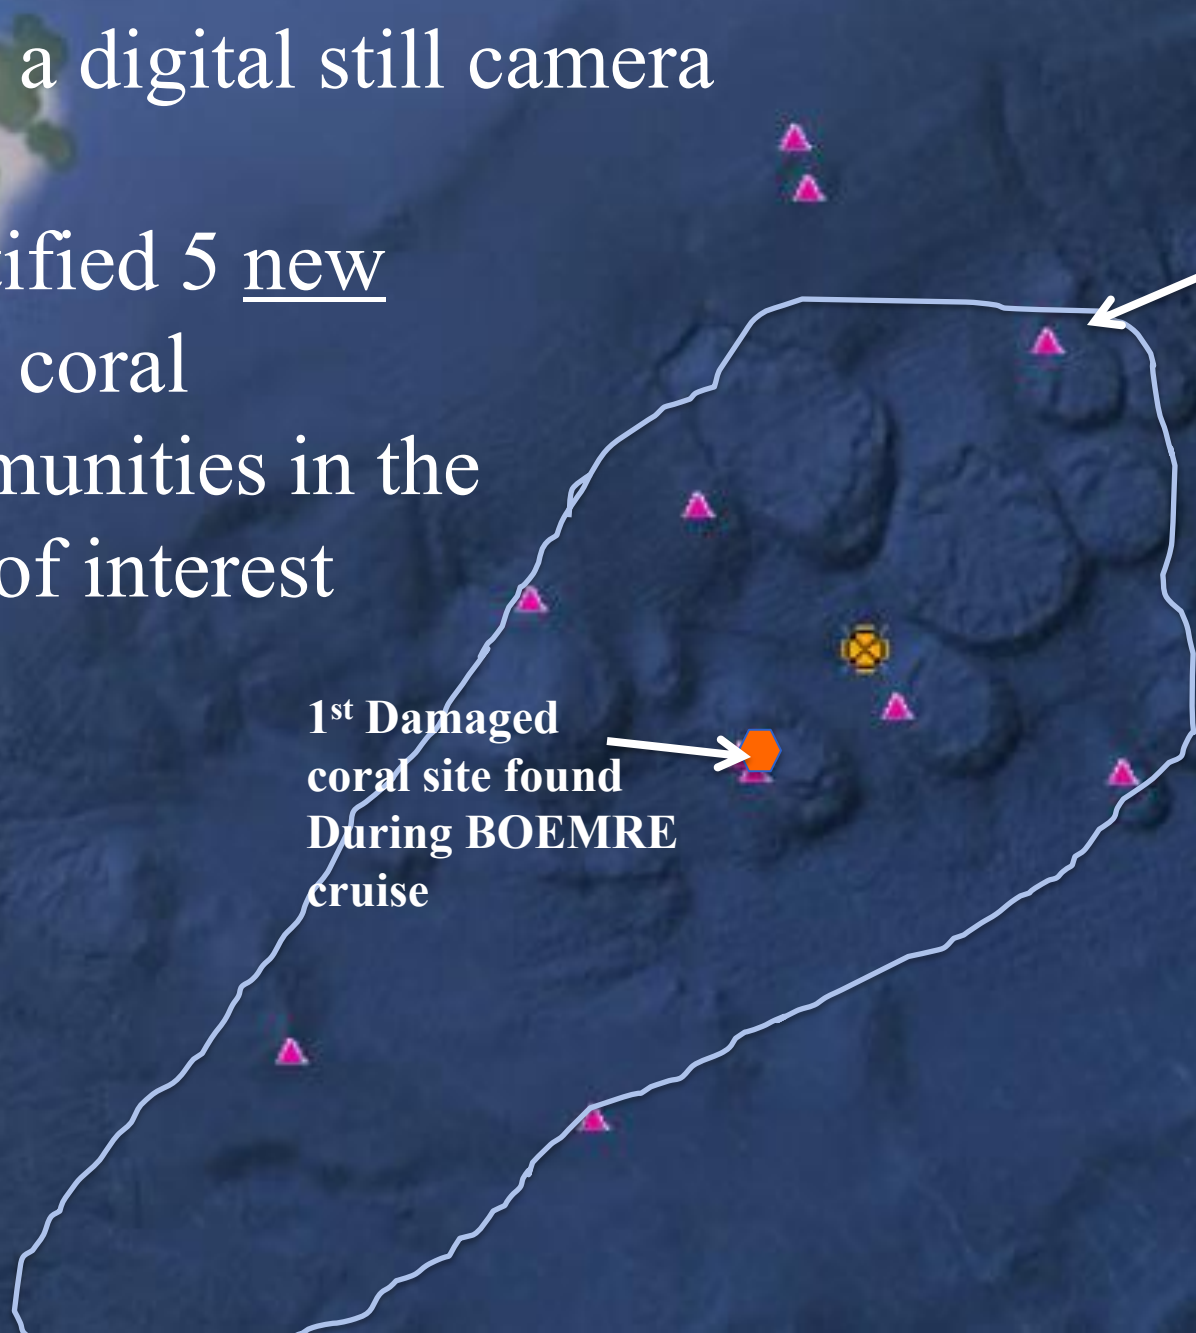 a digital still camera
tified 5 new
coral
munities in the
of interest
1st Damaged
coral site found
During BOEMRE
cruise